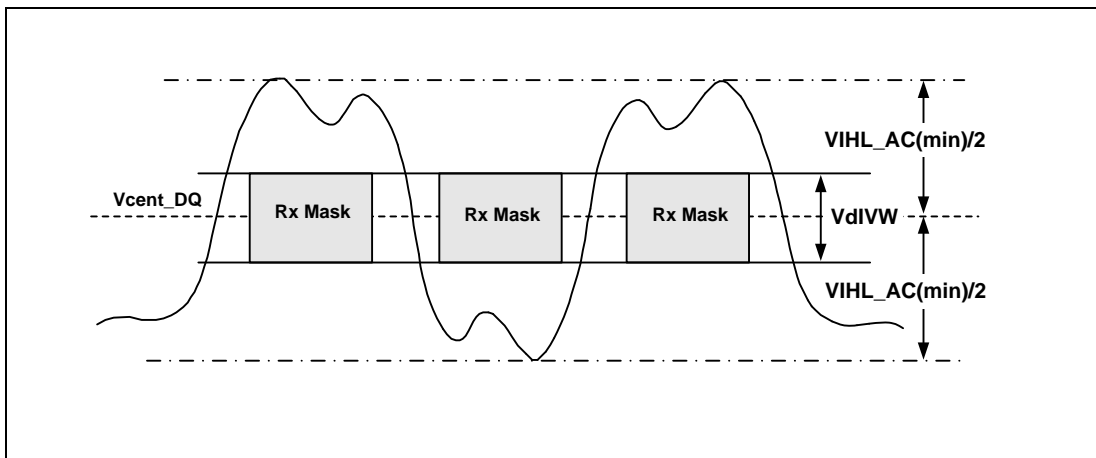 VIHL_AC(min)/2
Vcent_DQ
Rx Mask
Rx Mask
Rx Mask
VdIVW
VIHL_AC(min)/2